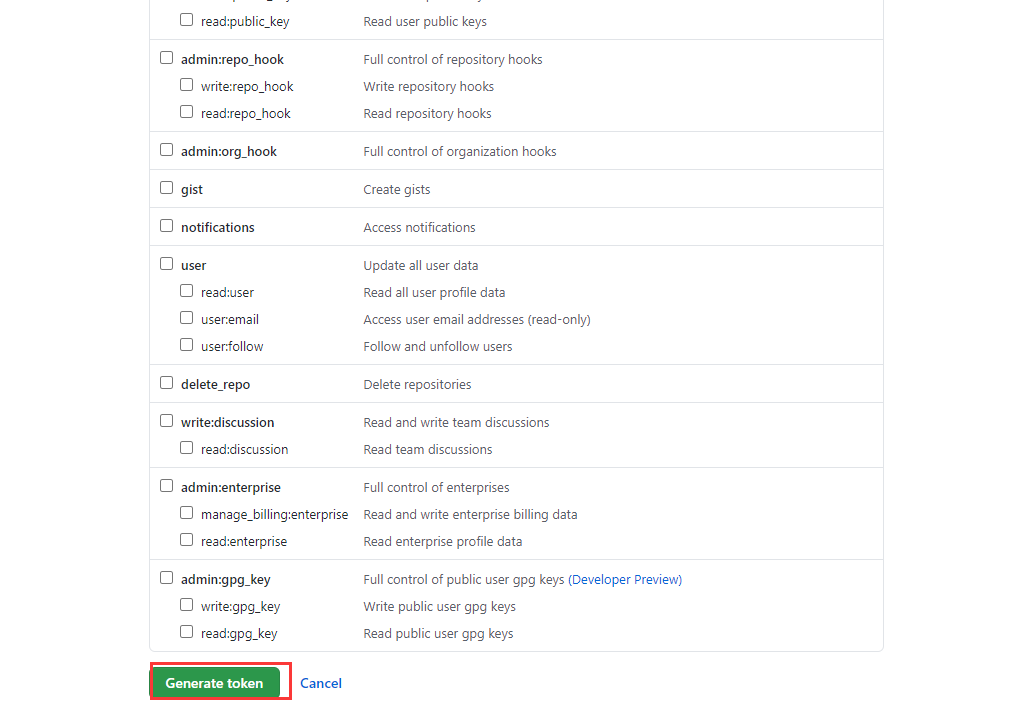 read:public_key Read user public keys
admin:repo_hook Full control of repository hooks
write:repo_hook Write repository hooks
read:repo_hook Read repository hooks
admin:org_hook Full control of organization hooks
gist Create gists
notifications Access notifications
user Update all user data
read:user Read all user profile data
user:email Access user email addresses (read-only)
user:follow Follow and unfollow users
delete_repo Delete repositories
write:discussion Read and write team discussions
read:discussion Read team discussions
admin:enterprise Full control of enterprises
manage_billing:enterprise Read and write enterprise billing data
read:enterprise Read enterprise profile data
admin:gpg_key Full control of public user gpg keys (Developer Preview)
write:gpg_key Write public user gpg keys
read:gpg_key Read public user gpg keys
Generate token Cancel